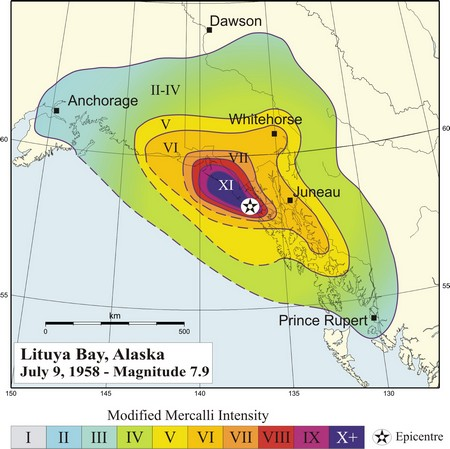 Dawson
II-IV
Anchorage
V
Whitehorse
60
VI
VII
60
XI
Juneau
55
55
km
0
500
Prince Rupert
Lituya Bay, Alaska
July 9, 1958 - Magnitude 7.9
150
145
140
135
130
127
Modified Mercalli Intensity
I II III IV V VI VII VIII IX X+ Epicentre